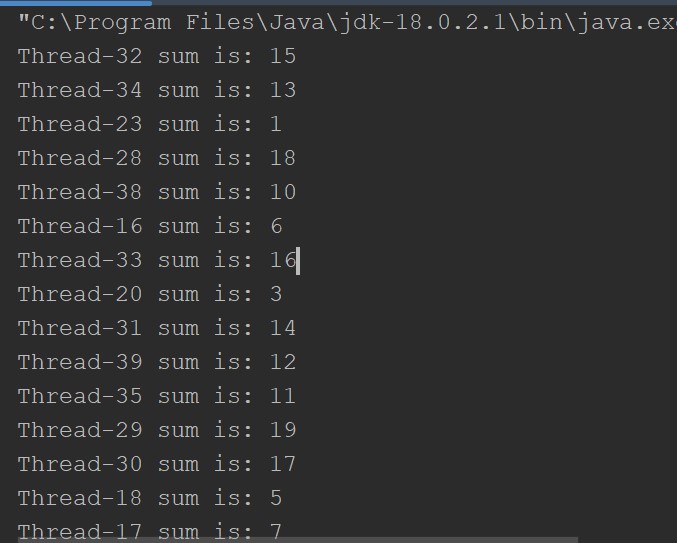 "C:\Program Files\Java\jdk-18.0.2.1\bin\java.ex
Thread-32 sum is: 15
Thread-34 sum is: 13
Thread-23 sum is: 1
Thread-28 sum is: 18
Thread-38 sum is: 10
Thread-16 sum is: 6
Thread-33 sum is: 16
Thread-20 sum is: 3
Thread-31 sum is: 14
Thread-39 sum is: 12
Thread-35 sum is: 11
Thread-29 sum is: 19
Thread-30 sum is: 17
Thread-18 sum is: 5
Thread-17 sum is: 7